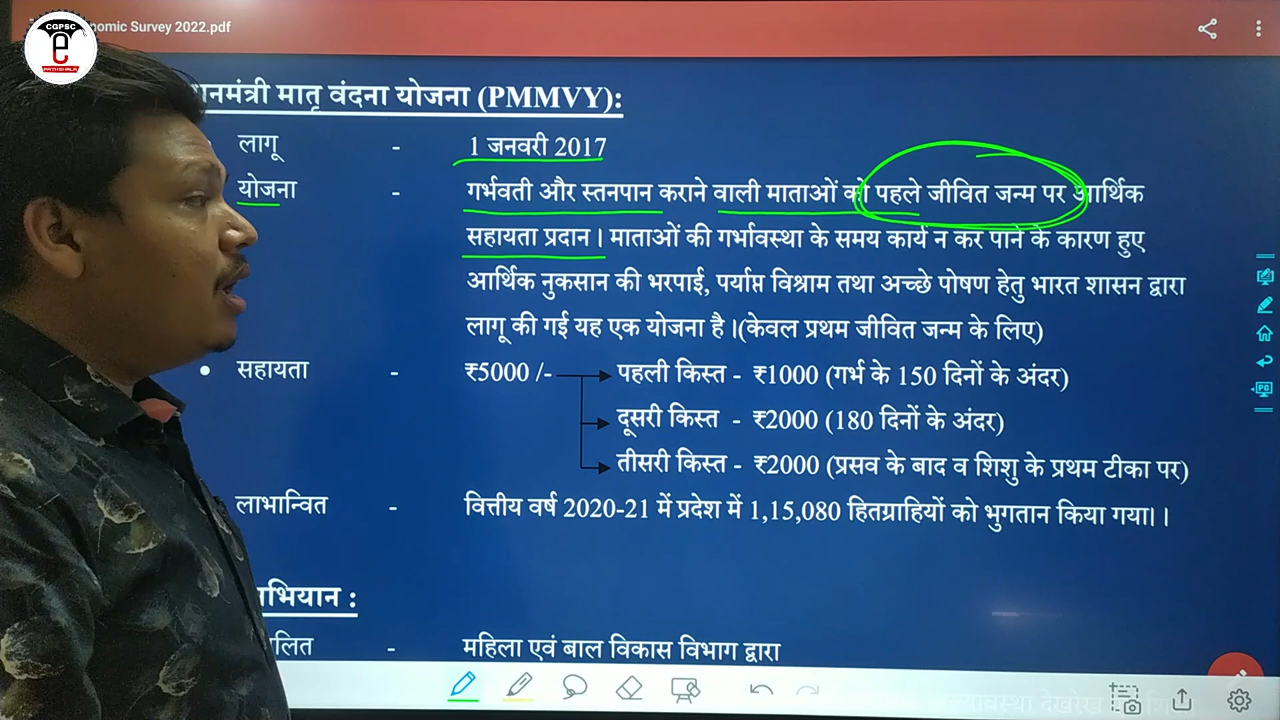 CGPSC
e
PATHSHALA
omic Survey 2022.pdf
मातृ वंदना योजना (PMMVY):
लागू - 1 जनवरी 2017
योजना - गर्भवती और स्तनपान कराने वाली माताओं को पहले जीवित जन्म पर आर्थिक
सहायता प्रदान। माताओं की गर्भावस्था के समय कार्य न कर पाने के कारण हुए
आर्थिक नुकसान की भरपाई, पर्याप्त विश्राम तथा अच्छे पोषण हेतु भारत शासन द्वारा
लागू की गई यह एक योजना है।(केवल प्रथम जीवित जन्म के लिए)
• सहायता - ₹5000 /- पहली किस्त - ₹1000 (गर्भ के 150 दिनों के अंदर)
दूसरी किस्त - ₹2000 (180 दिनों के अंदर)
तीसरी किस्त - ₹2000 (प्रसव के बाद व शिशु के प्रथम टीका पर)
लाभान्वित - वित्तीय वर्ष 2020-21 में प्रदेश में 1,15,080 हितग्राहियों को भुगतान किया गया।।
भियान :
लित - महिला एवं बाल विकास विभाग द्वारा
PC